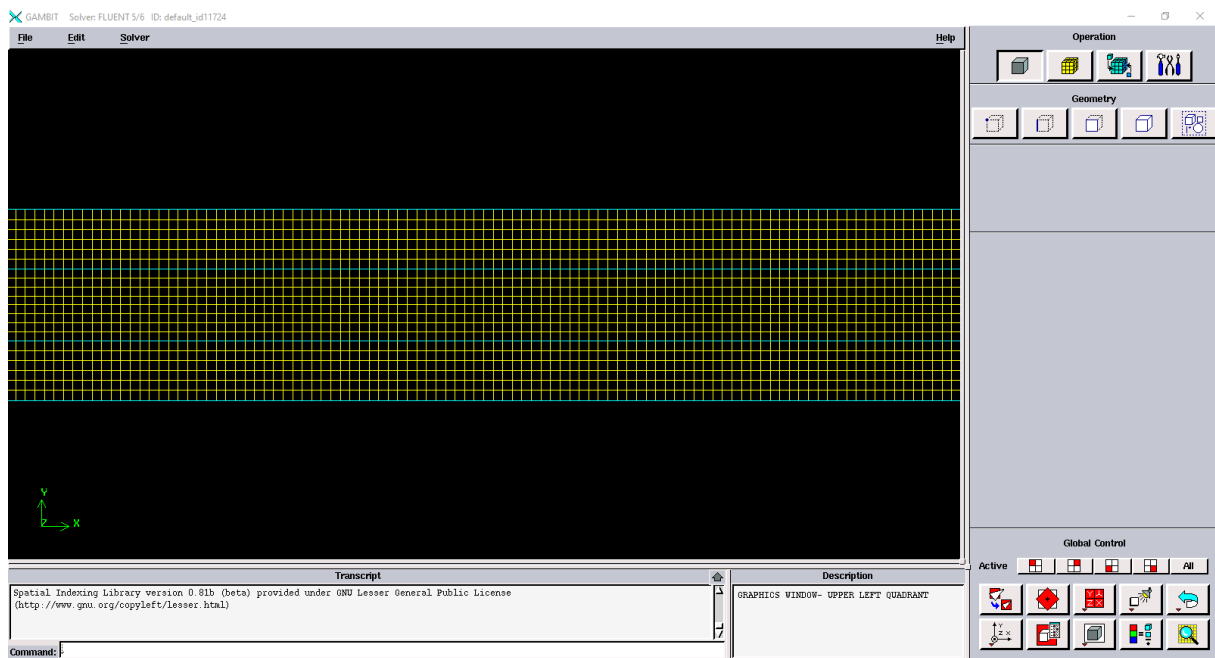 GAMBIT Solver: FLUENT 5/6 ID: default_id11724
File Edit Solver Help
Operation
Geometry
Y
Z X
Global Control
Active All
Transcript
Spatial Indexing Library version 0.81b (beta) provided under GNU Lesser General Public License
(http://www.gnu.org/copyleft/lesser.html)
Command:
Description
GRAPHICS WINDOW- UPPER LEFT QUADRANT